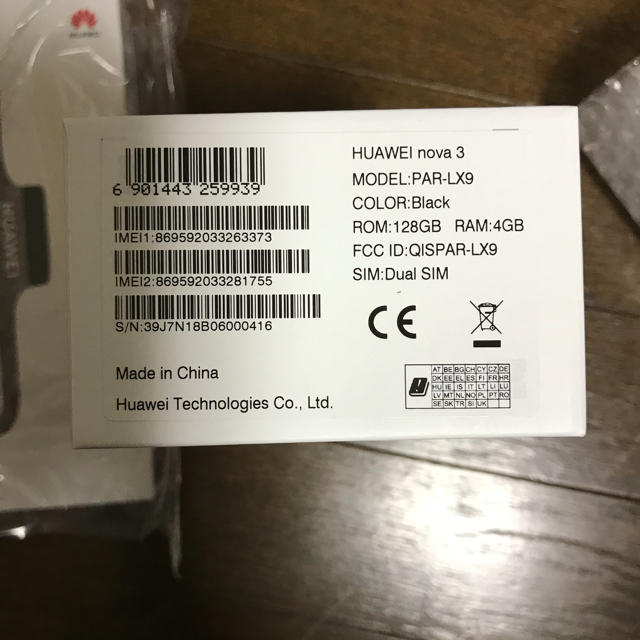 HUAWEI
HUAWEI
6 901443 259939
IMEI1:869592033263373
IMEI2:869592033281755
S/N:39J7N18B06000416
Made in China
Huawei Technologies Co., Ltd.
HUAWEI nova 3
MODEL:PAR-LX9
COLOR:Black
ROM:128GB RAM:4GB
FCC ID:QISPAR-LX9
SIM:Dual SIM
CE
AT BE BG CH CY CZ DE
DK EE EL ES FI FR HR
HU IE IS IT LT LI LU
LV MT NL NO PL PT RO
SE SK TR SI UK